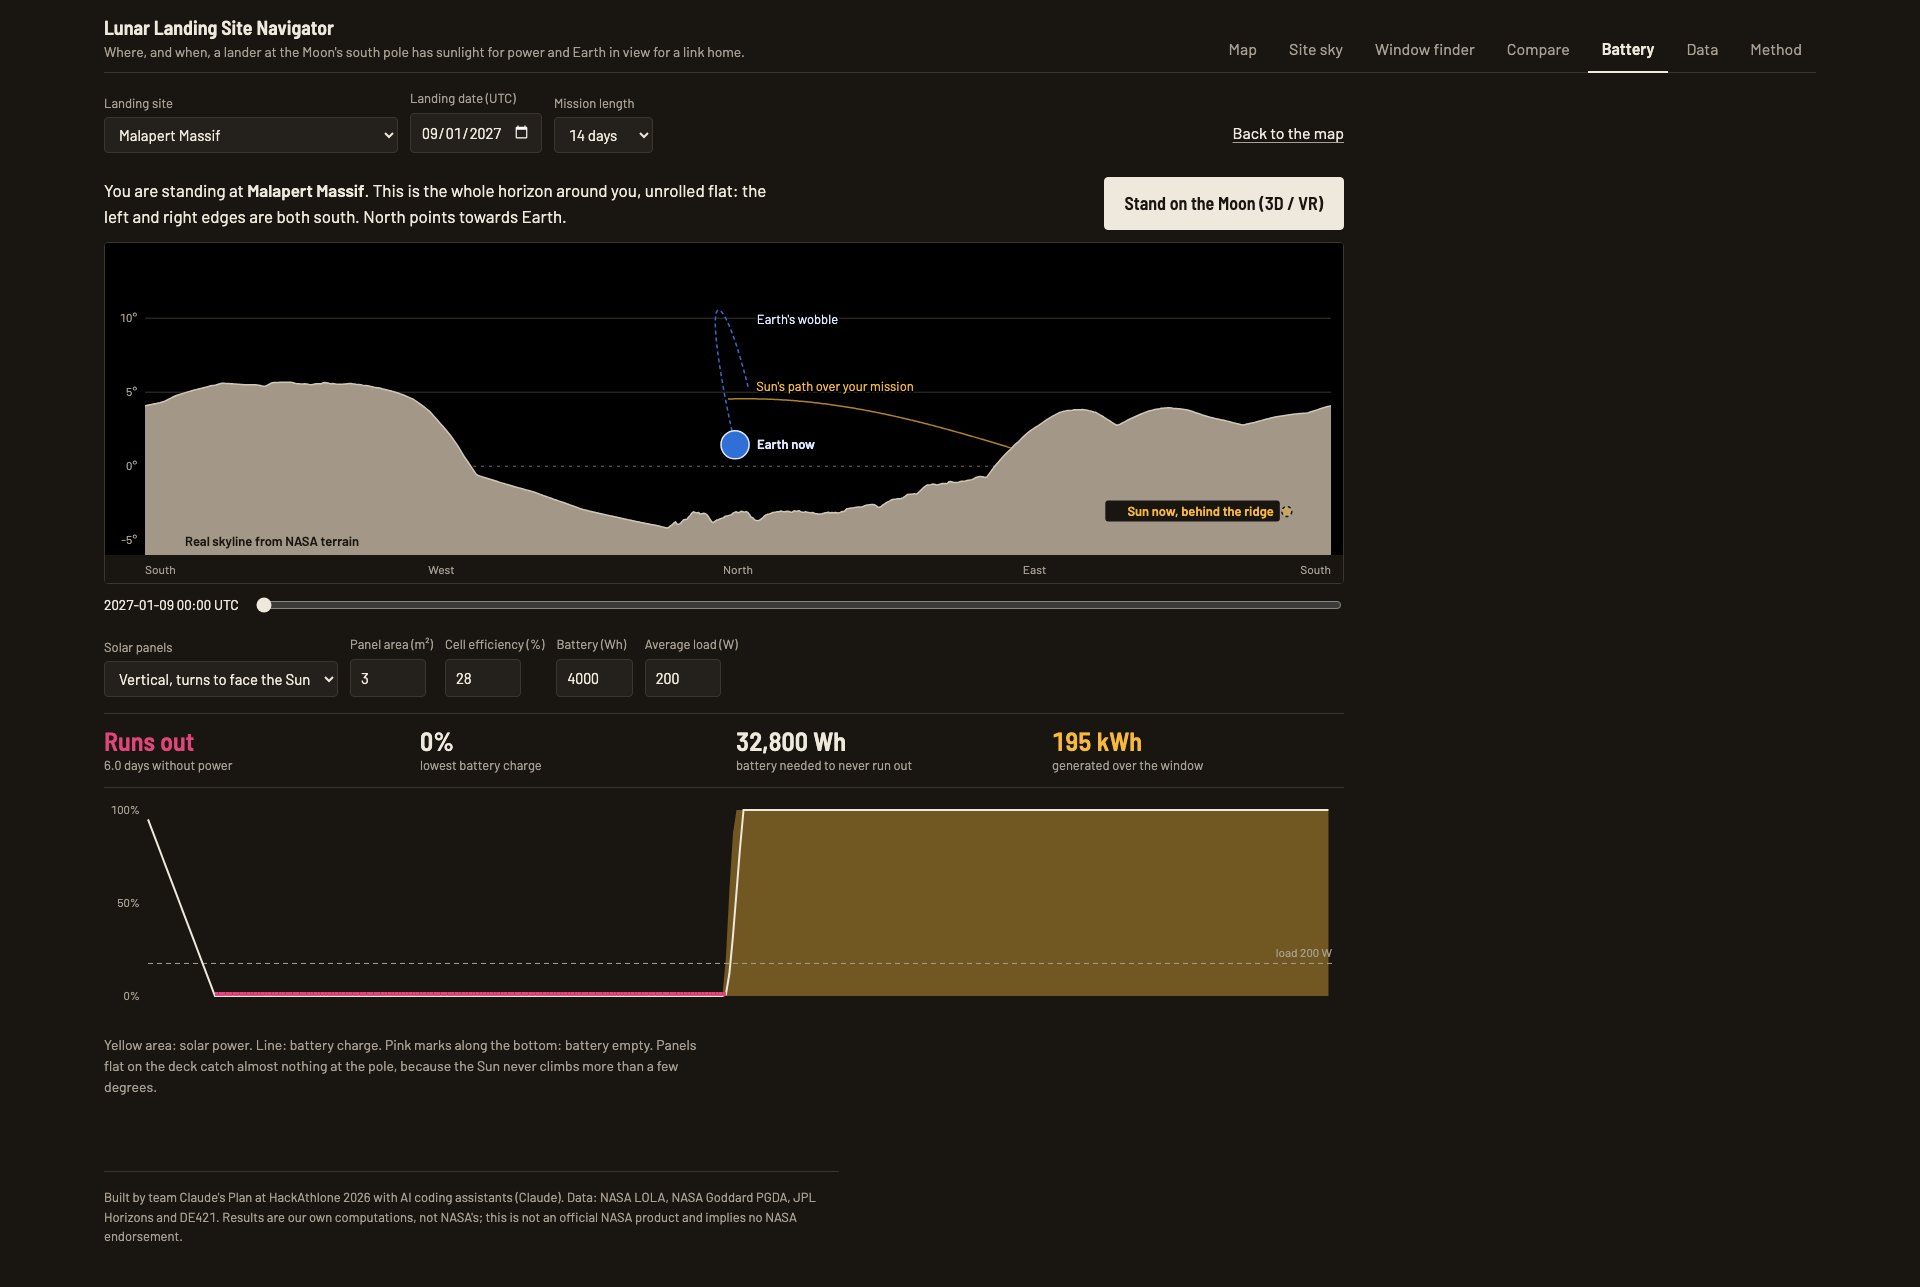 Lunar Landing Site Navigator
Where, and when, a lander at the Moon's south pole has sunlight for power and Earth in view for a link home.
Map Site sky Window finder Compare Battery Data Method
Landing site
Landing date (UTC)
Mission length
Malapert Massif
09/01/2027
14 days
Back to the map
You are standing at Malapert Massif. This is the whole horizon around you, unrolled flat: the
left and right edges are both south. North points towards Earth.
Stand on the Moon (3D / VR)
10°
Earth's wobble
5°
Sun's path over your mission
Earth now
0°
Sun now, behind the ridge
-5°
Real skyline from NASA terrain
South West North East South
2027-01-09 00:00 UTC
Solar panels
Panel area (m²)
Cell efficiency (%)
Battery (Wh)
Average load (W)
Vertical, turns to face the Sun
3
28
4000
200
Runs out
6.0 days without power
0%
lowest battery charge
32,800 Wh
battery needed to never run out
195 kWh
generated over the window
100%
50%
load 200 W
0%
Yellow area: solar power. Line: battery charge. Pink marks along the bottom: battery empty. Panels
flat on the deck catch almost nothing at the pole, because the Sun never climbs more than a few
degrees.
Built by team Claude's Plan at HackAthlone 2026 with AI coding assistants (Claude). Data: NASA LOLA, NASA Goddard PGDA, JPL
Horizons and DE421. Results are our own computations, not NASA's; this is not an official NASA product and implies no NASA
endorsement.